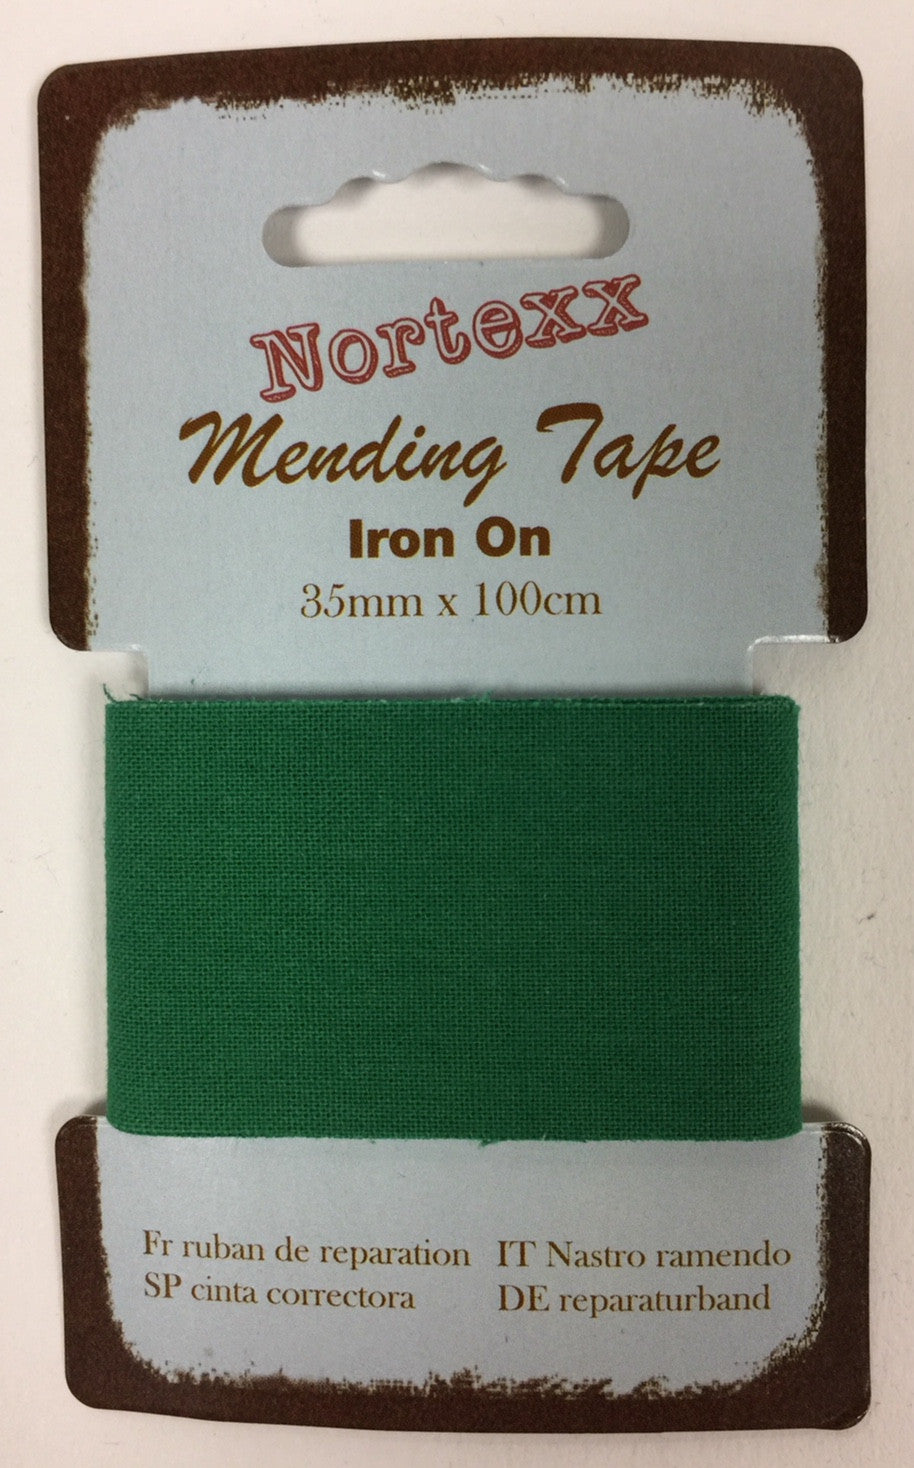 Nortexx
Mending Tape
Iron On
35mm x 100cm
Fr ruban de reparation
SP cinta correctora
IT Nastro ramendo
DE reparaturband